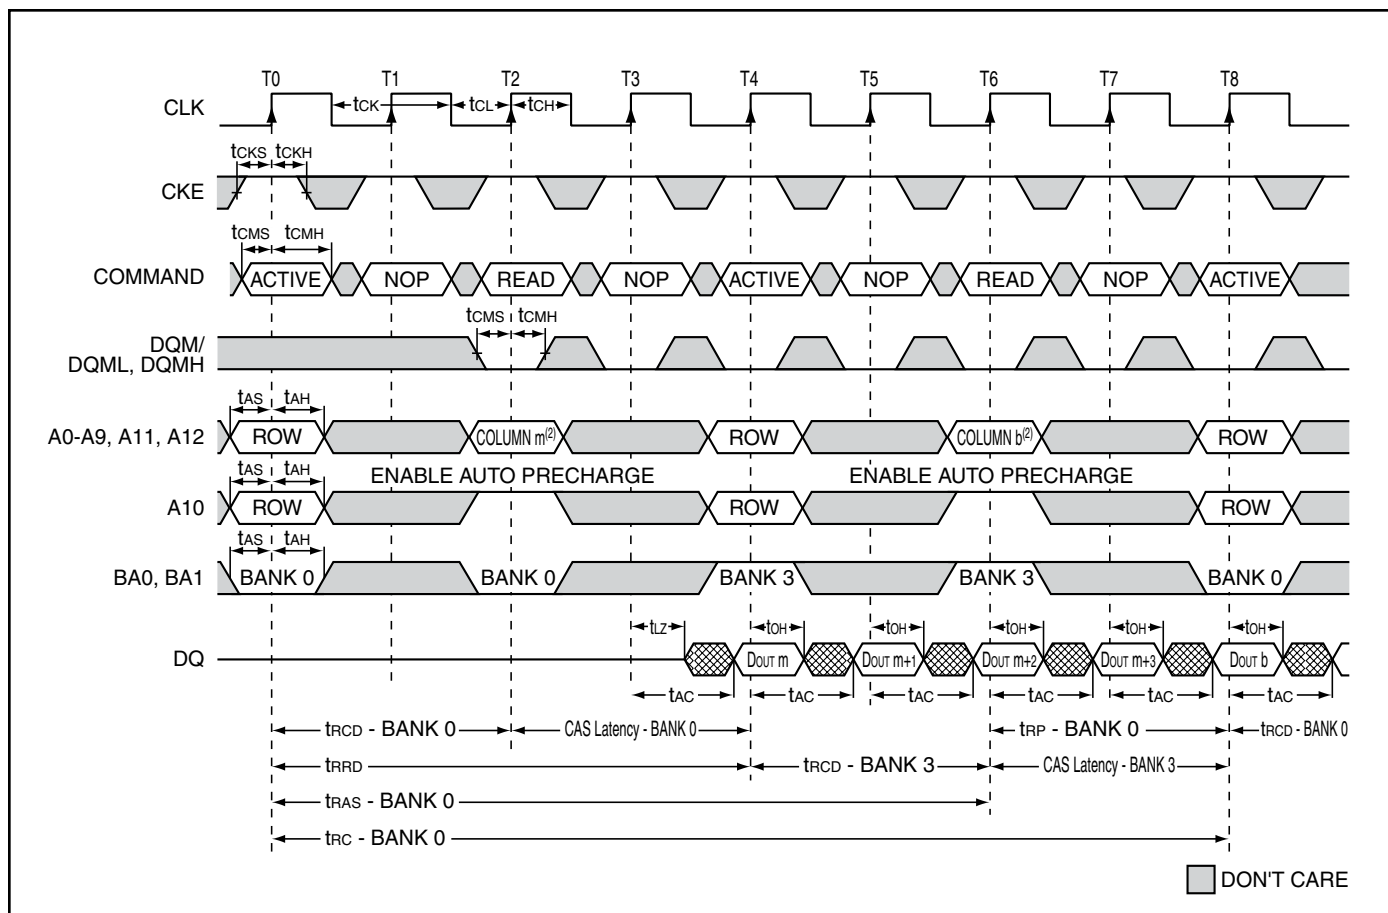 T0 T1 T2 T3 T4 T5 T6 T7 T8
CLK tCK tCL tCH
tCKS tCKH
CKE
tCMS tCMH
COMMAND ACTIVE NOP READ NOP ACTIVE NOP READ NOP ACTIVE
tCMS tCMH
DQM/
DQML, DQMH
tAS tAH
A0-A9, A11, A12 ROW COLUMN m(2) ROW COLUMN b(2) ROW
tAS tAH ENABLE AUTO PRECHARGE ENABLE AUTO PRECHARGE
A10 ROW ROW ROW
tAS tAH
BA0, BA1 BANK 0 BANK 0 BANK 3 BANK 3 BANK 0
tLZ tOH tOH tOH tOH tOH
DQ DOUT m DOUT m+1 DOUT m+2 DOUT m+3 DOUT b
tAC tAC tAC tAC tAC tAC
tRCD - BANK 0 CAS Latency - BANK 0 tRP - BANK 0 tRCD - BANK 0
tRRD tRCD - BANK 3 CAS Latency - BANK 3
tRAS - BANK 0
tRC - BANK 0
DON'T CARE